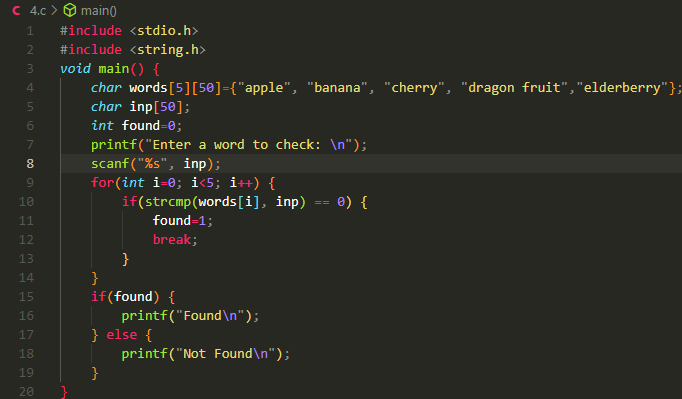 4.c > main()
1 #include <stdio.h>
2 #include <string.h>
3 void main() {
4     char words[5][50]={"apple", "banana", "cherry", "dragon fruit","elderberry"};
5     char inp[50];
6     int found=0;
7     printf("Enter a word to check: \n");
8     scanf("%s", inp);
9     for(int i=0; i<5; i++) {
10         if(strcmp(words[i], inp) == 0) {
11             found=1;
12             break;
13         }
14     }
15     if(found) {
16         printf("Found\n");
17     } else {
18         printf("Not Found\n");
19     }
20 }